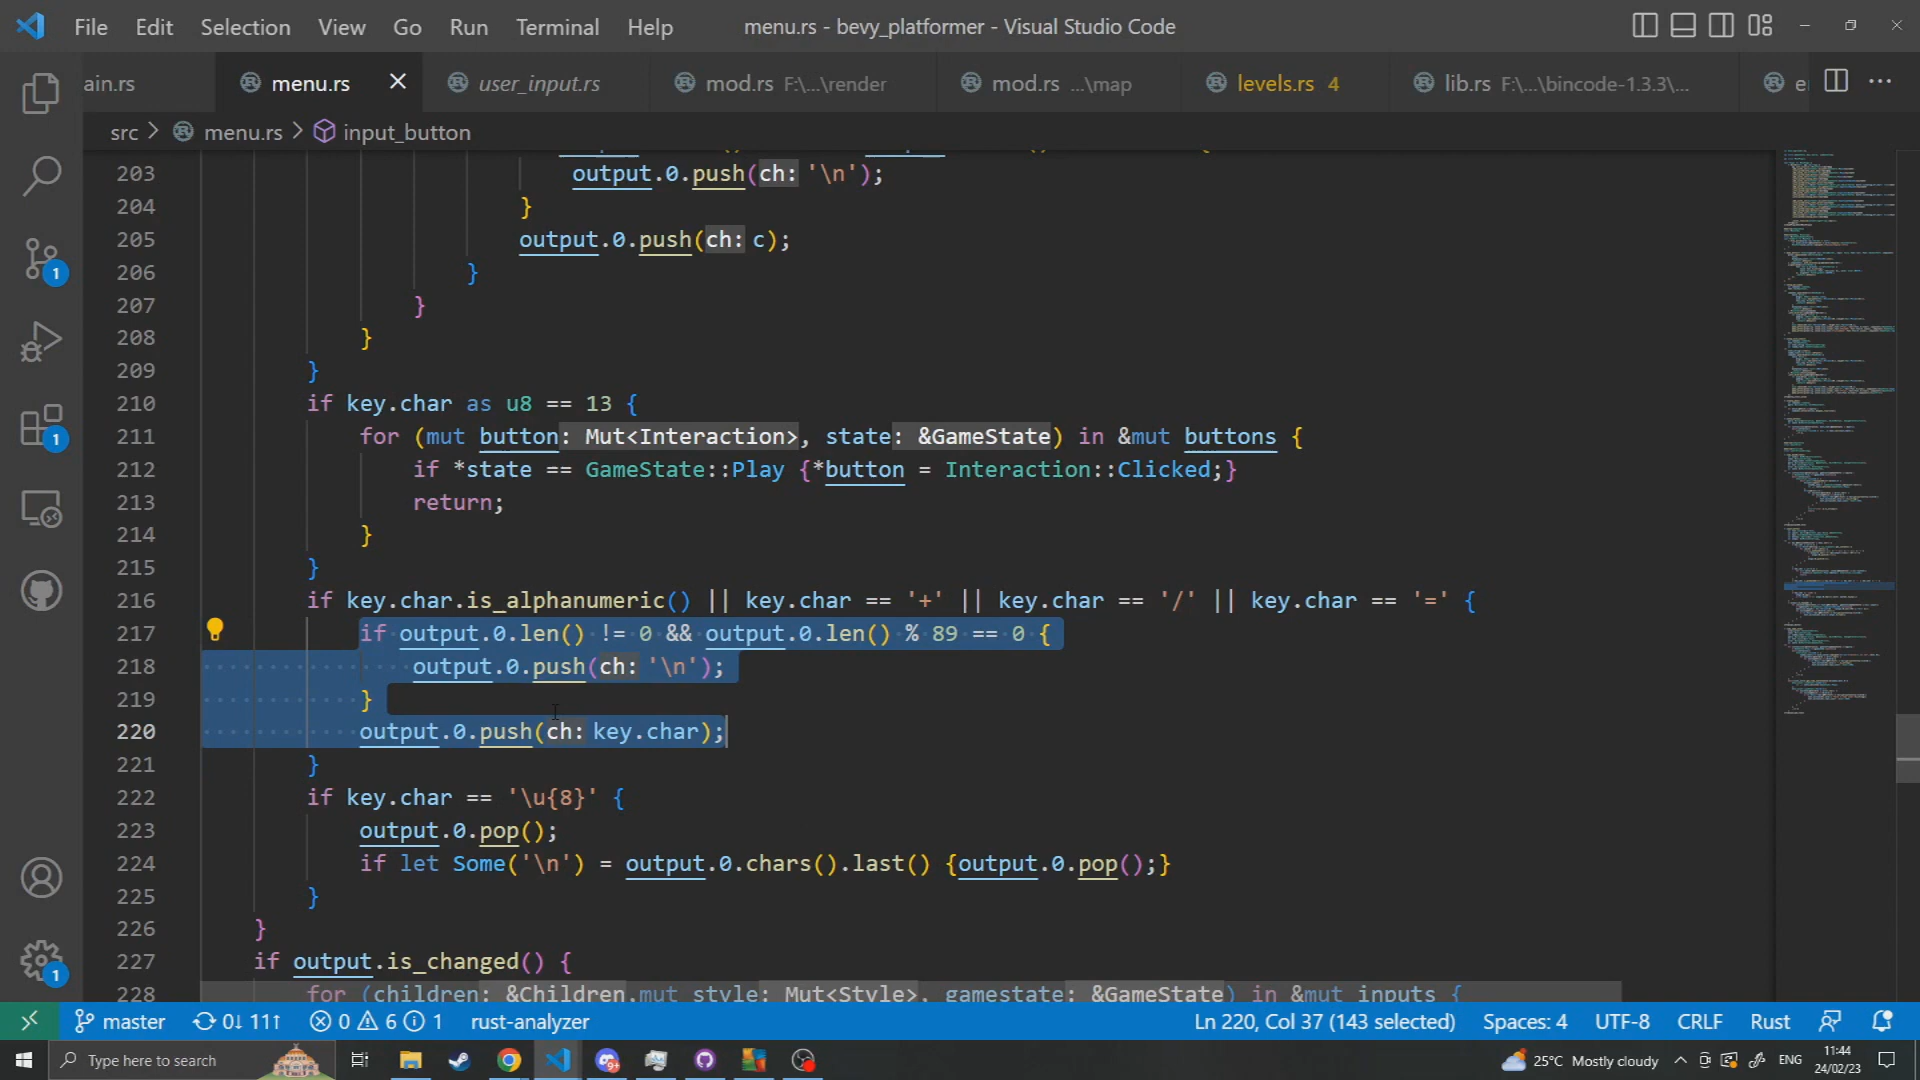 File Edit Selection View Go Run Terminal Help menu.rs - bevy_platformer - Visual Studio Code
ain.rs menu.rs user_input.rs mod.rs F:\...\render mod.rs ...\map levels.rs 4 lib.rs F:\...\bincode-1.3.3\...
src > menu.rs > input_button
203 output.0.push(ch: '\n');
204 }
205 output.0.push(ch: c);
206 }
207 }
208 }
209 }
210 if key.char as u8 == 13 {
211 for (mut button: Mut<Interaction>, state: &GameState) in &mut buttons {
212 if *state == GameState::Play {*button = Interaction::Clicked;}
213 return;
214 }
215 }
216 if key.char.is_alphanumeric() || key.char == '+' || key.char == '/' || key.char == '=' {
217 if output.0.len() != 0 && output.0.len() % 89 == 0 {
218 output.0.push(ch: '\n');
219 }
220 output.0.push(ch: key.char);
221 }
222 if key.char == '\u{8}' {
223 output.0.pop();
224 if let Some('\n') = output.0.chars().last() {output.0.pop();}
225 }
226 }
227 if output.is_changed() {
228 for (children: &Children,mut style: Mut<Style>, gamestate: &GameState) in &mut inputs {
1
1
1
master 0↓ 11↑ 0 6 1 rust-analyzer Ln 220, Col 37 (143 selected) Spaces: 4 UTF-8 CRLF Rust
Type here to search 25°C Mostly cloudy ENG 11:44
24/02/23